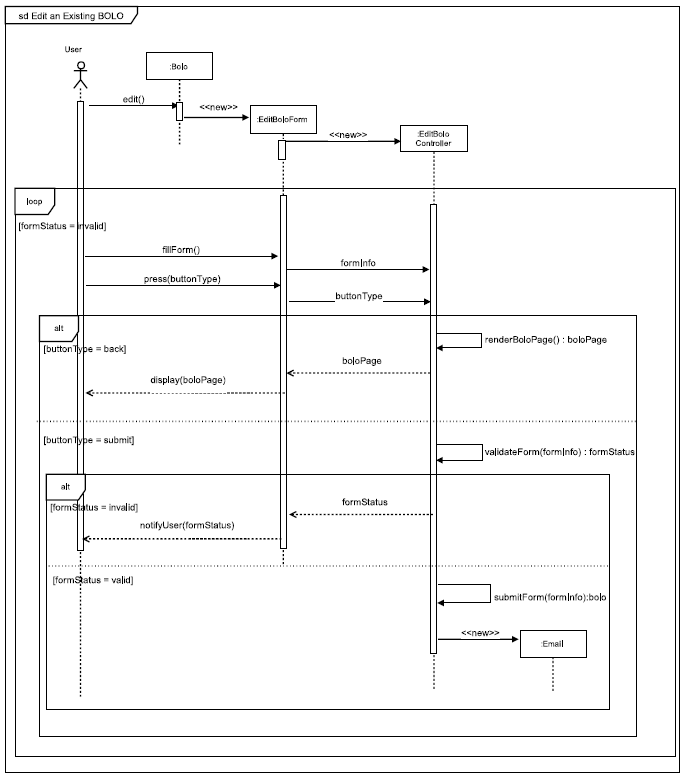 sd Edit an Existing BOLO
User
:Bolo
edit()
<<new>>
:EditBoloForm
<<new>>
:EditBolo
Controller
loop
[formStatus = invalid]
fillForm()
formInfo
press(buttonType)
buttonType
alt
[buttonType = back]
renderBoloPage() : boloPage
boloPage
display(boloPage)
[buttonType = submit]
validateForm(formInfo) : formStatus
alt
[formStatus = invalid]
formStatus
notifyUser(formStatus)
[formStatus = valid]
submitForm(formInfo):bolo
<<new>>
:Email